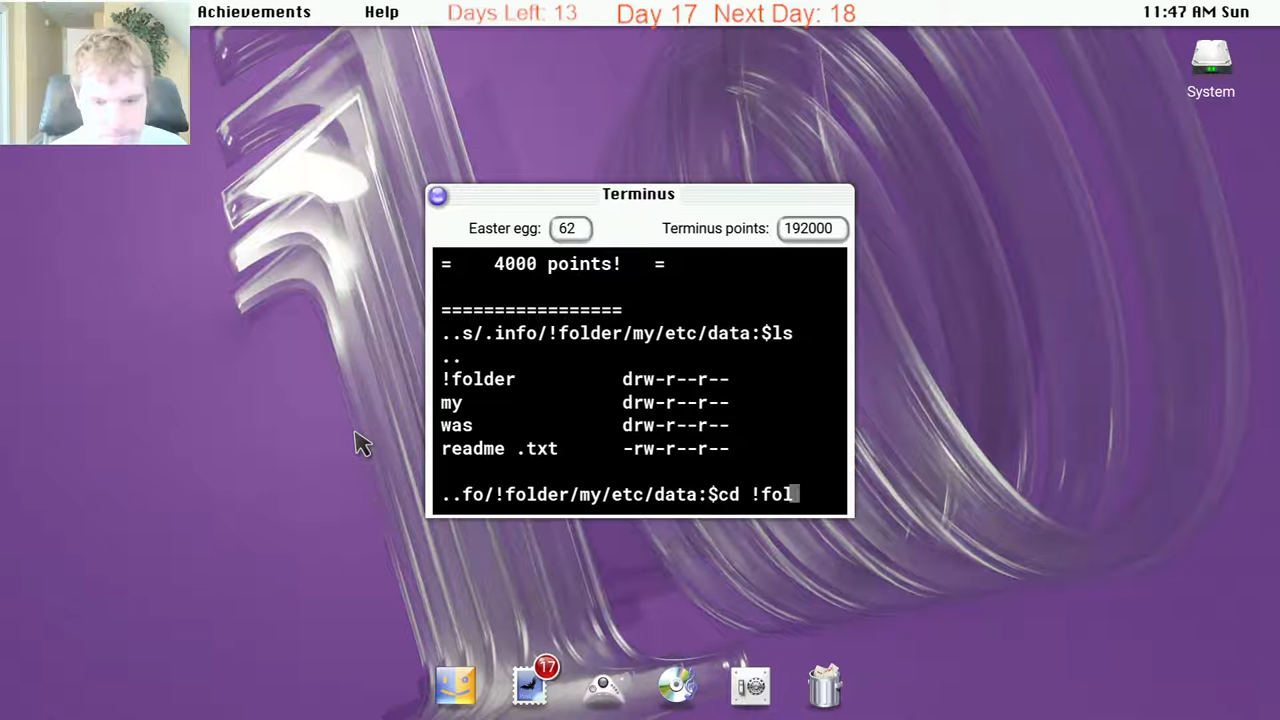 Achievements Help Days Left: 13 Day 17 Next Day: 18 11:47 AM Sun
System
Terminus
Easter egg: 62 Terminus points: 192000
= 4000 points! =
=================
..s/.info/!folder/my/etc/data:$ls
..
!folder drw-r--r--
my drw-r--r--
was drw-r--r--
readme .txt -rw-r--r--
..fo/!folder/my/etc/data:$cd !fol
17